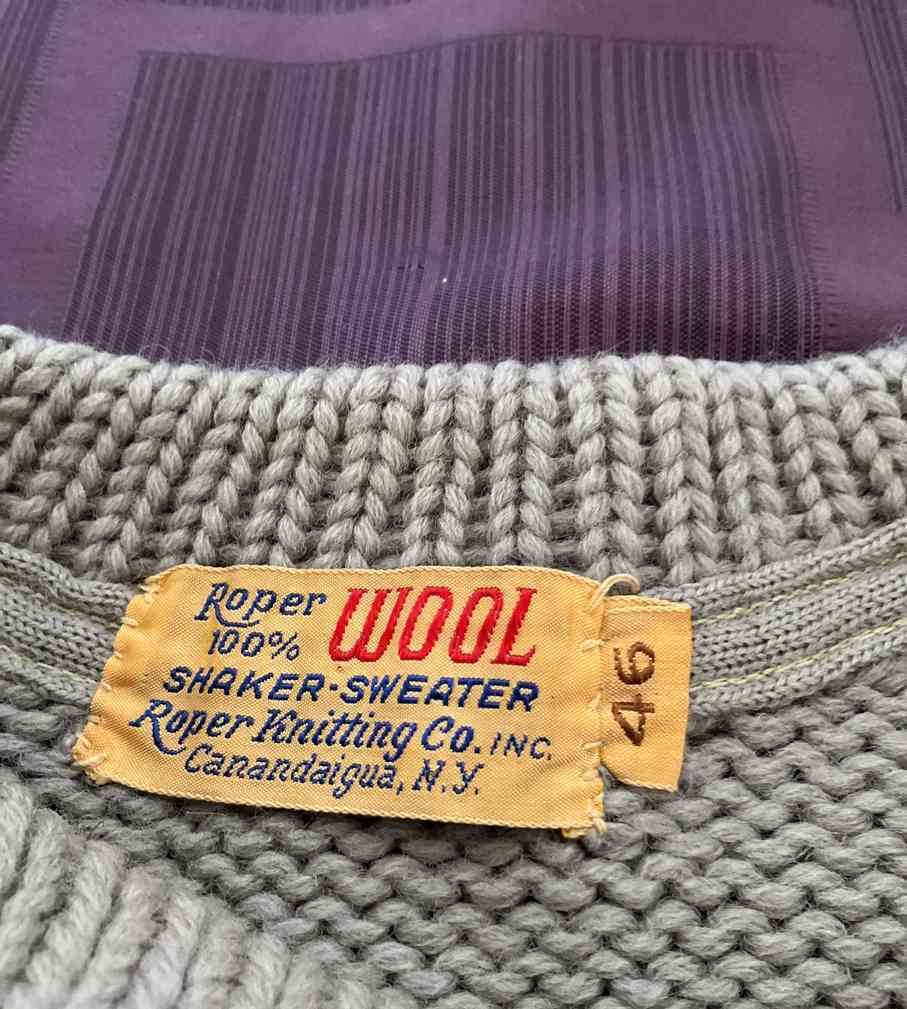 Roper WOOL
100%
SHAKER-SWEATER
Roper Knitting Co. INC.
Canandaigua, N.Y.
46